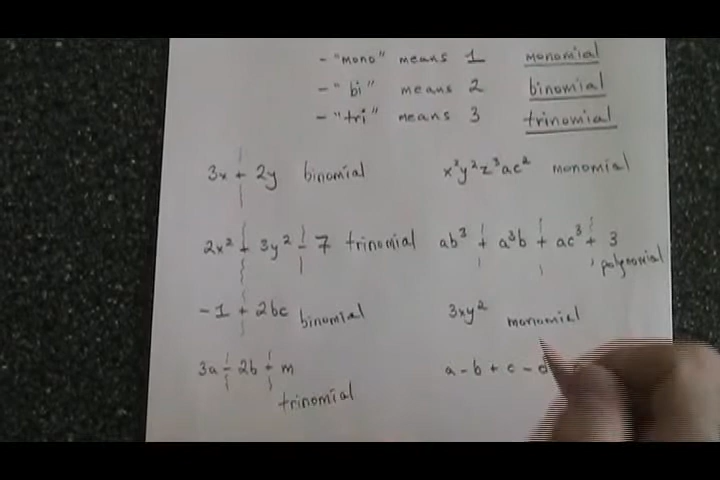 - "mono" means 1 monomial
- "bi" means 2 binomial
- "tri" means 3 trinomial
3x + 2y binomial
x²y²z³ac² monomial
2x² + 3y² - 7 trinomial
ab³ + a³b + ac³ + 3
polynomial
-1 + 2bc binomial
3xy² monomial
3a - 2b + m
trinomial
a - b + c - d